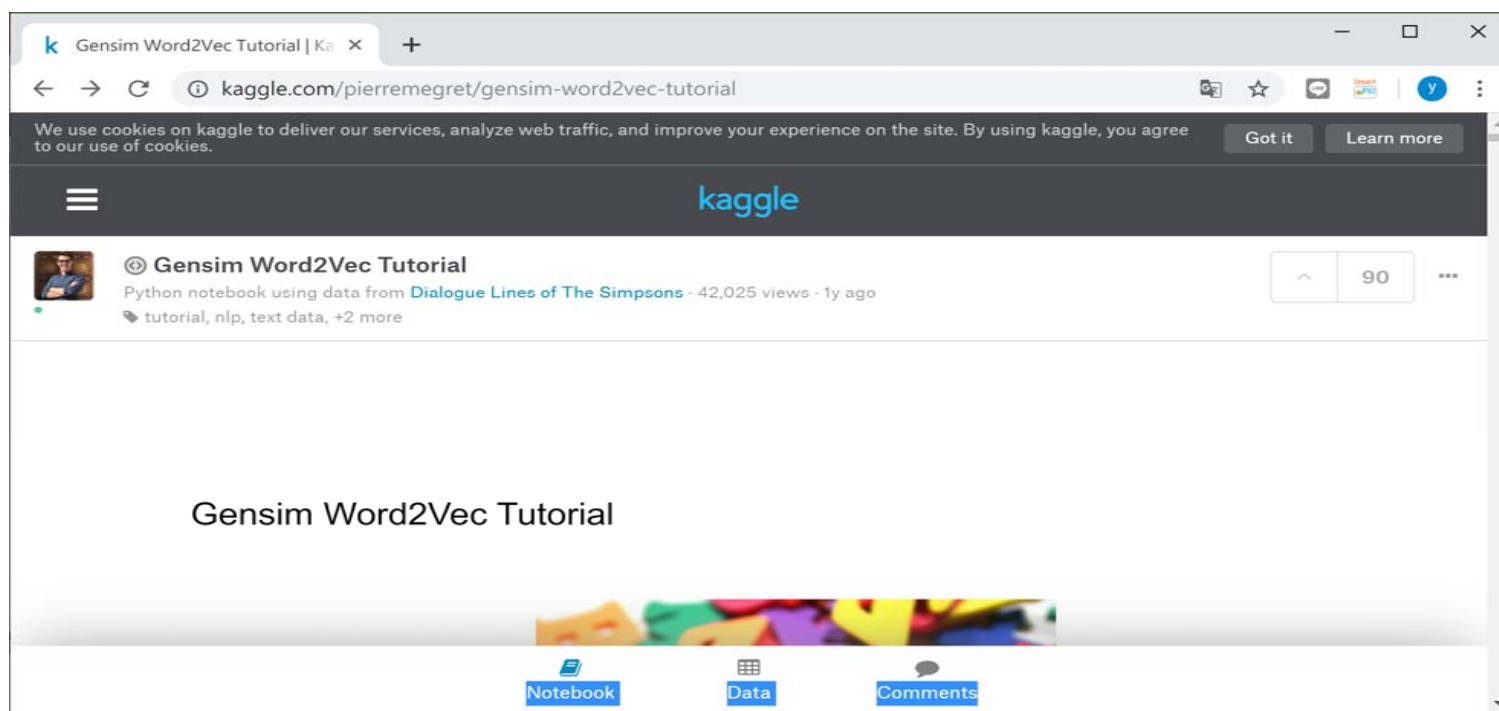 k Gensim Word2Vec Tutorial | Ka
kaggle.com/pierremegret/gensim-word2vec-tutorial
y
We use cookies on kaggle to deliver our services, analyze web traffic, and improve your experience on the site. By using kaggle, you agree
to our use of cookies.
Got it
Learn more
kaggle
Gensim Word2Vec Tutorial
Python notebook using data from Dialogue Lines of The Simpsons · 42,025 views · 1y ago
tutorial, nlp, text data, +2 more
90
Gensim Word2Vec Tutorial
Notebook
Data
Comments